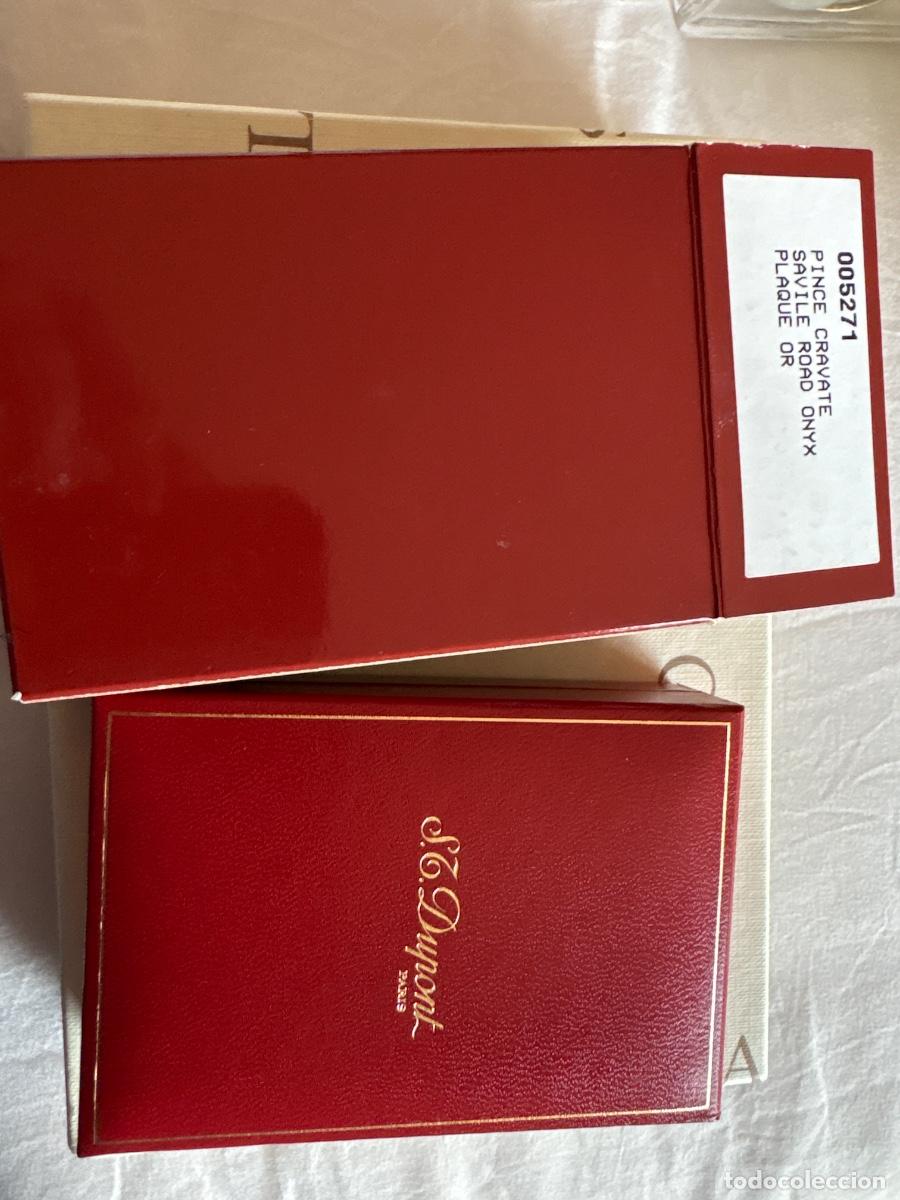 005271
PINCE CRAVATE
SAVILE ROAD ONYX
PLAQUE OR
S.T. Dupont
PARIS
T
A
todocoleccion